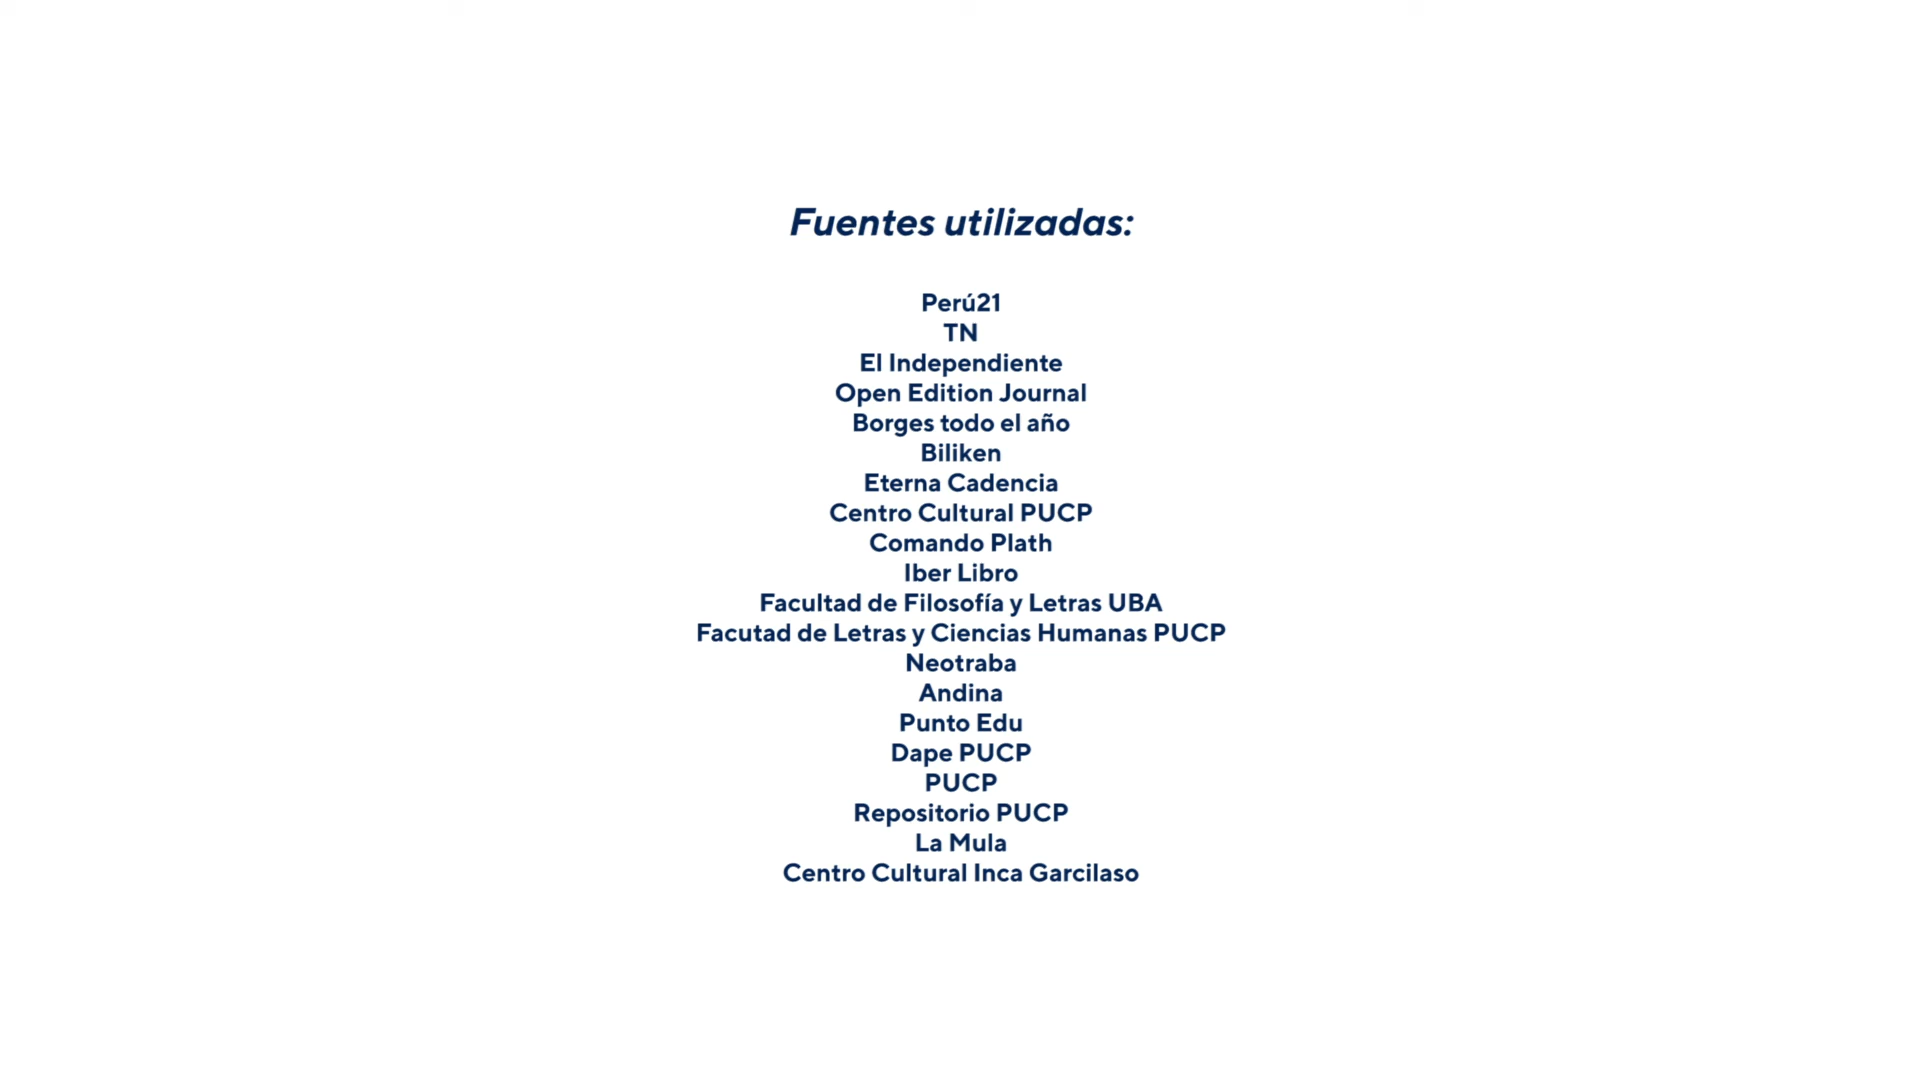 Fuentes utilizadas:
Perú21
TN
El Independiente
Open Edition Journal
Borges todo el año
Biliken
Eterna Cadencia
Centro Cultural PUCP
Comando Plath
Iber Libro
Facultad de Filosofía y Letras UBA
Facutad de Letras y Ciencias Humanas PUCP
Neotraba
Andina
Punto Edu
Dape PUCP
PUCP
Repositorio PUCP
La Mula
Centro Cultural Inca Garcilaso